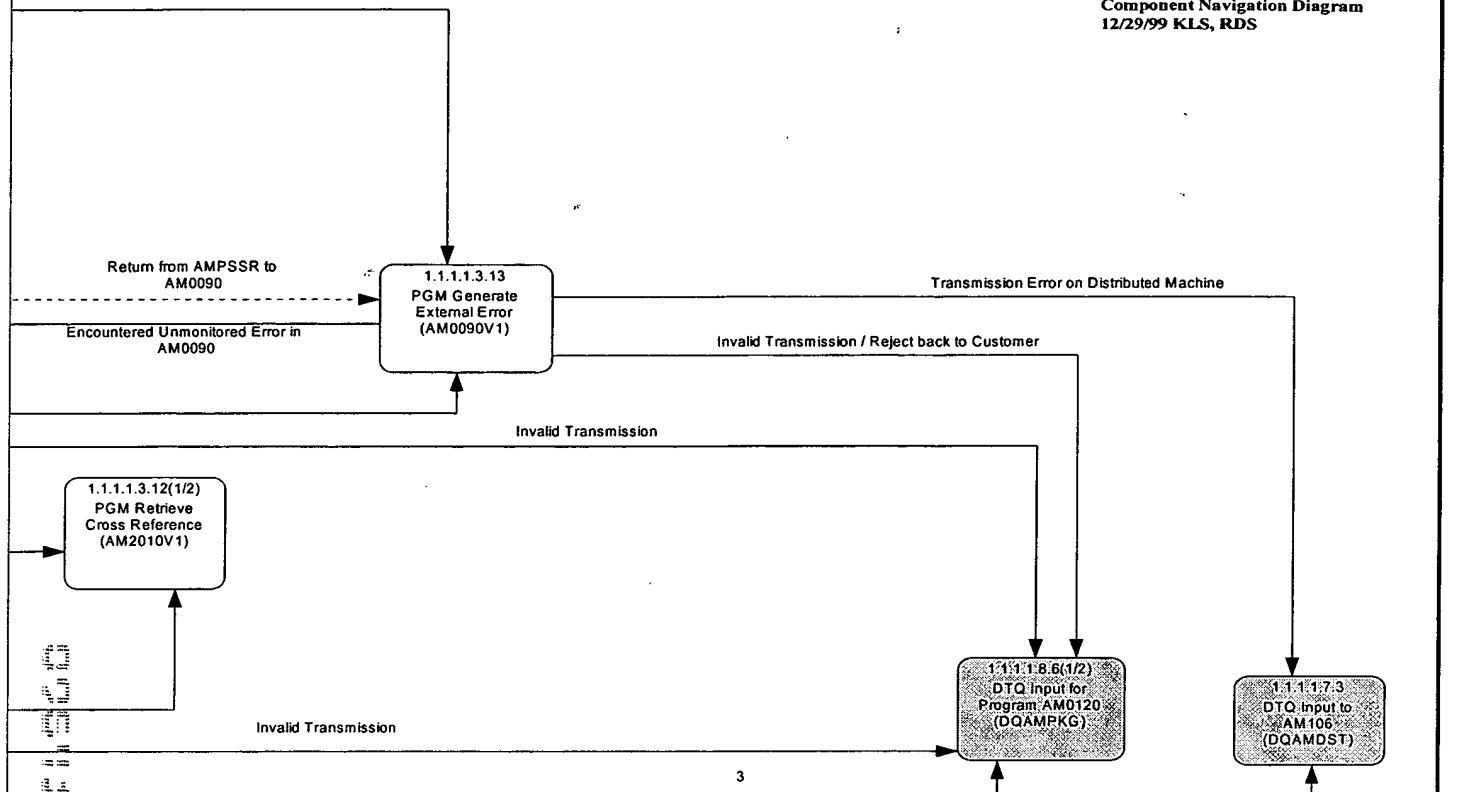 Component Navigation Diagram
12/29/99 KLS, RDS
Return from AMPSSR to
AM0090
Encountered Unmonitored Error in
AM0090
1.1.1.1.3.13
PGM Generate
External Error
(AM0090V1)
Transmission Error on Distributed Machine
Invalid Transmission / Reject back to Customer
Invalid Transmission
1.1.1.1.3.12(1/2)
PGM Retrieve
Cross Reference
(AM2010V1)
Invalid Transmission
1.1.1.1.8.6(1/2)
DTQ Input for
Program AM0120
(DQAMPKG)
1.1.1.1.7.3
DTQ Input to
AM106
(DQAMDST)
3